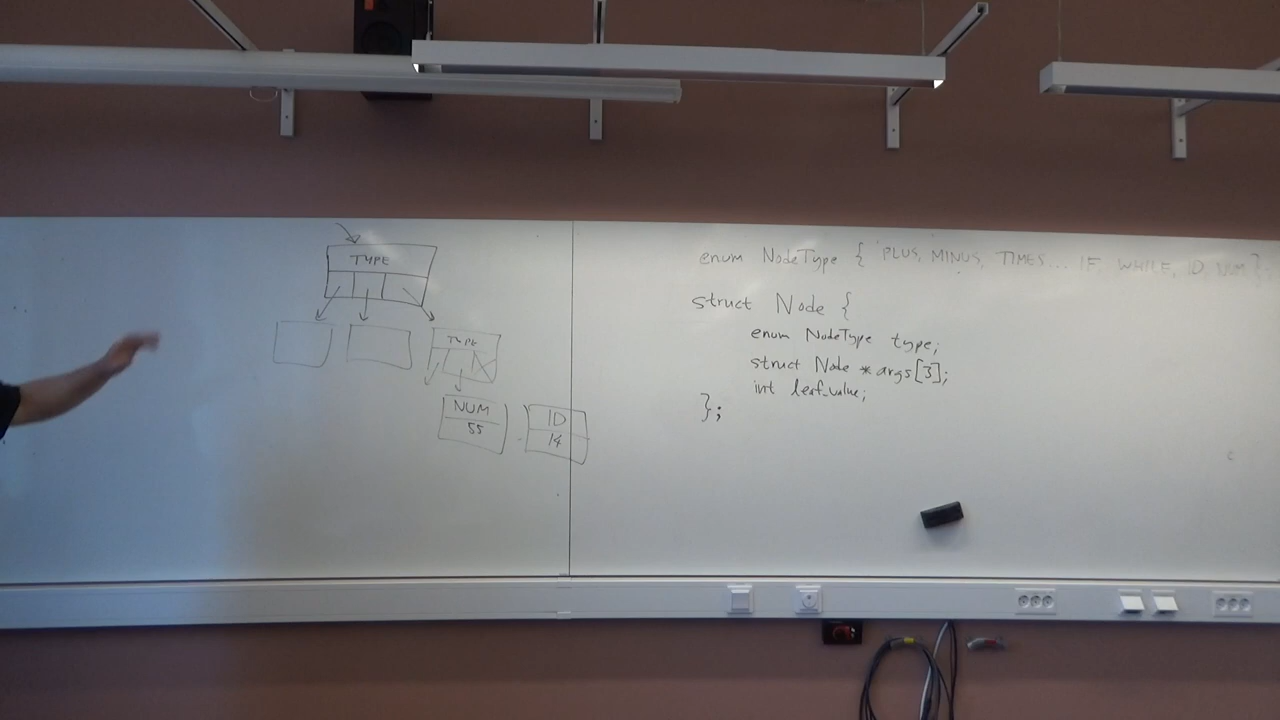 TYPE
TYPE
NUM
55
ID
14
enum NodeType { PLUS, MINUS, TIMES... IF, WHILE, ID, NUM };
struct Node {
enum NodeType type;
struct Node *args[3];
int leaf_value;
};